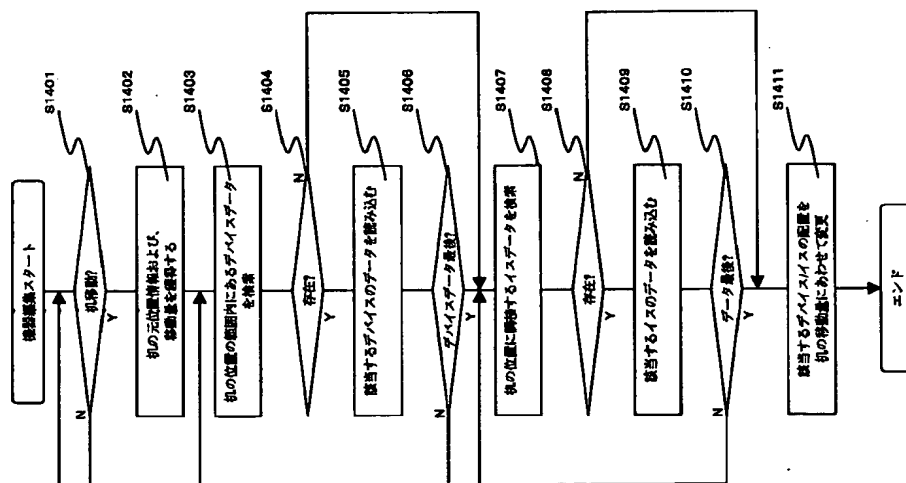 機器編集スタート
机移動?
N
Y
S1401
机の元位置情報および、
移動量を獲得する
S1402
机の位置の範囲内にあるデバイスデータ
を検索
S1403
存在?
N
Y
S1404
該当するデバイスのデータを読み込む
S1405
デバイスデータ最後?
N
Y
S1406
机の位置に隣接するイスデータを検索
S1407
存在?
N
Y
S1408
該当するイスのデータを読み込む
S1409
データ最後?
N
Y
S1410
該当するデバイス/イスの配置を
机の移動量にあわせて変更
S1411
エンド